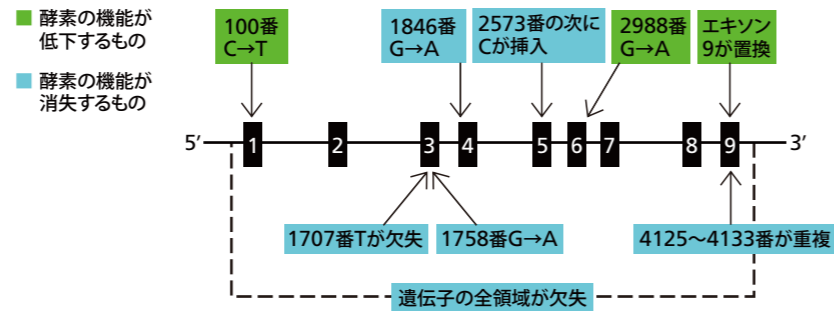 酵素の機能が
低下するもの
酵素の機能が
消失するもの
100番
C→T
1846番
G→A
2573番の次に
Cが挿入
2988番
G→A
エキソン
9が置換
5′
1
2
3
4
5
6
7
8
9
3′
1707番Tが欠失
1758番G→A
4125〜4133番が重複
遺伝子の全領域が欠失